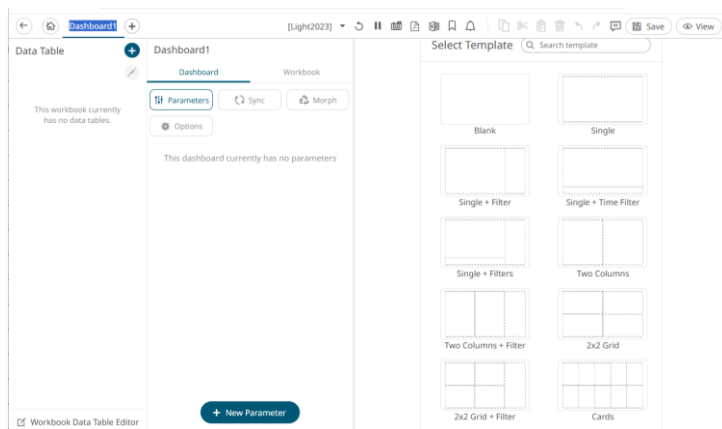 Dashboard1
[Light2023]
Save
View
Data Table
Dashboard1
Select Template
Search template
Dashboard
Workbook
Parameters
Sync
Morph
Options
This workbook currently
has no data tables.
This dashboard currently has no parameters
Blank
Single
Single + Filter
Single + Time Filter
Single + Filters
Two Columns
Two Columns + Filter
2x2 Grid
2x2 Grid + Filter
Cards
+ New Parameter
Workbook Data Table Editor